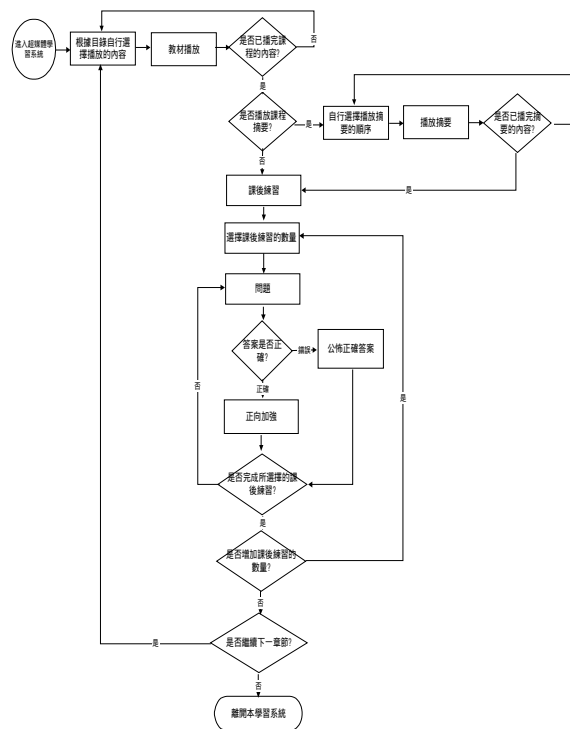 進入超媒體學
習系統
根據目錄自行選
擇播放的內容
教材播放
是否已播完課
程的內容?
否
是
是否播放課程
摘要?
是
自行選擇播放摘
要的順序
播放摘要
是否已播完摘
要的內容?
否
是
課後練習
選擇課後練習的數量
問題
答案是否正
確?
錯誤
公佈正確答案
正確
正向加強
否
是
是否完成所選擇的課
後練習?
是
是否增加課後練習的
數量?
否
是否繼續下一章節?
是
否
離開本學習系統